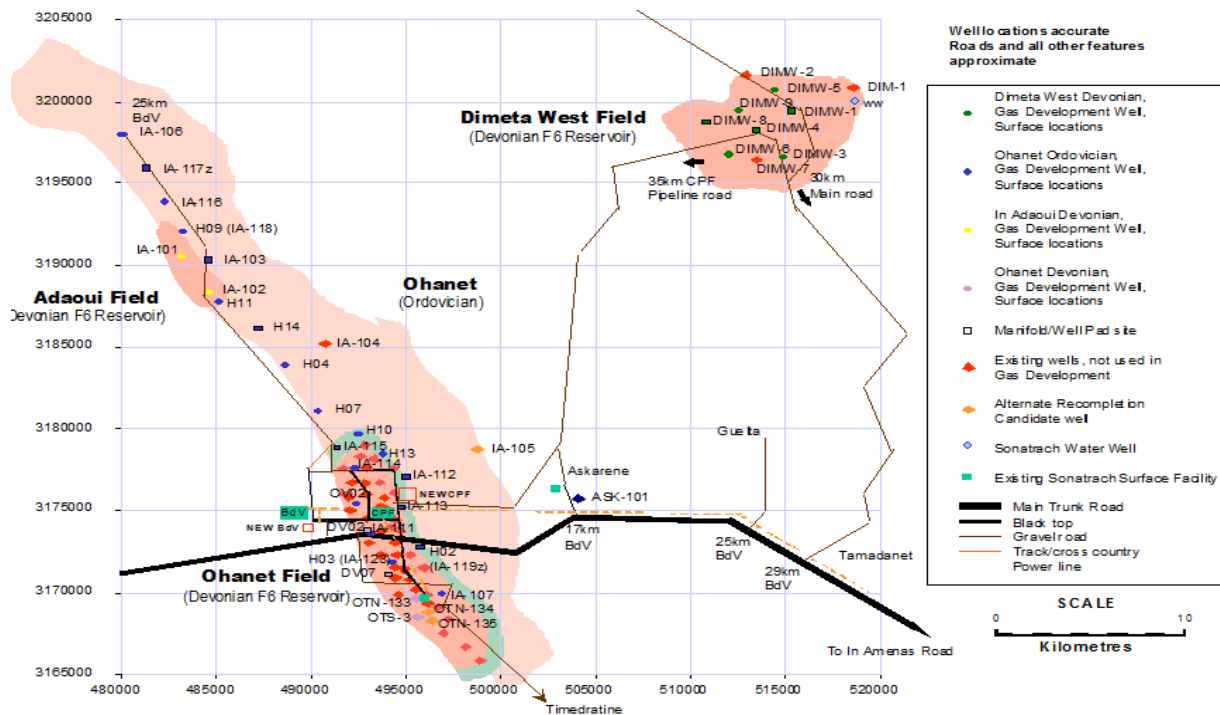 3205000
3200000
3195000
3190000
3185000
3180000
3175000
3170000
3165000
480000
485000
490000
495000
500000
505000
510000
515000
520000
25km
BdV
IA-106
IA-117z
IA-116
H09 (IA-118)
IA-101
IA-103
IA-102
H11
Adaoui Field
Devonian F6 Reservoir)
H14
IA-104
H04
H07
H10
IA-115
H13
IA-114
IA-112
IA-105
Ohanet
(Ordovician)
OV02
NEWCPF
BdV
CPF
IA-113
NEW BdV
DV02
IA-111
H03 (IA-123)
H02
(IA-119z)
DV07
Ohanet Field
(Devonian F6 Reservoir)
IA-107
OTN-133
OTN-134
OTS-3
OTN-135
Timedratine
Dimeta West Field
(Devonian F6 Reservoir)
DIMW-2
DIMW-5
DIM-1
WW
DIMW-9
DIMW-1
DIMW-8
DIMW-4
DIMW-6
DIMW-3
DIMW-7
35km CPF
Pipeline road
30km
Main road
Guelta
Askarene
ASK-101
17km
BdV
25km
BdV
29km
BdV
Tamadanet
To In Amenas Road
Well locations accurate
Roads and all other features
approximate
Dimeta West Devonian,
Gas Development Well,
Surface locations
Ohanet Ordovician,
Gas Development Well,
Surface locations
In Adaoui Devonian,
Gas Development Well,
Surface locations
Ohanet Devonian,
Gas Development Well,
Surface locations
Manifold/Well Pad site
Existing wells, not used in
Gas Development
Alternate Recompletion
Candidate well
Sonatrach Water Well
Existing Sonatrach Surface Facility
Main Trunk Road
Black top
Gravel road
Track/cross country
Power line
SCALE
0
10
Kilometres